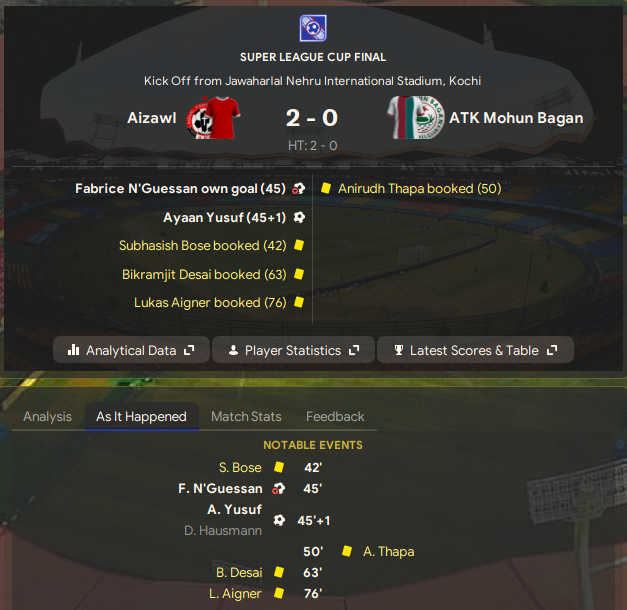 SUPER LEAGUE CUP FINAL
Kick Off from Jawaharlal Nehru International Stadium, Kochi
Aizawl 2 - 0 ATK Mohun Bagan
HT: 2 - 0
Fabrice N'Guessan own goal (45) Anirudh Thapa booked (50)
Ayaan Yusuf (45+1)
Subhasish Bose booked (42)
Bikramjit Desai booked (63)
Lukas Aigner booked (76)
Analytical Data Player Statistics Latest Scores & Table
Analysis As It Happened Match Stats Feedback
NOTABLE EVENTS
S. Bose 42'
F. N'Guessan 45'
A. Yusuf
45'+1
D. Hausmann
50' A. Thapa
B. Desai 63'
L. Aigner 76'